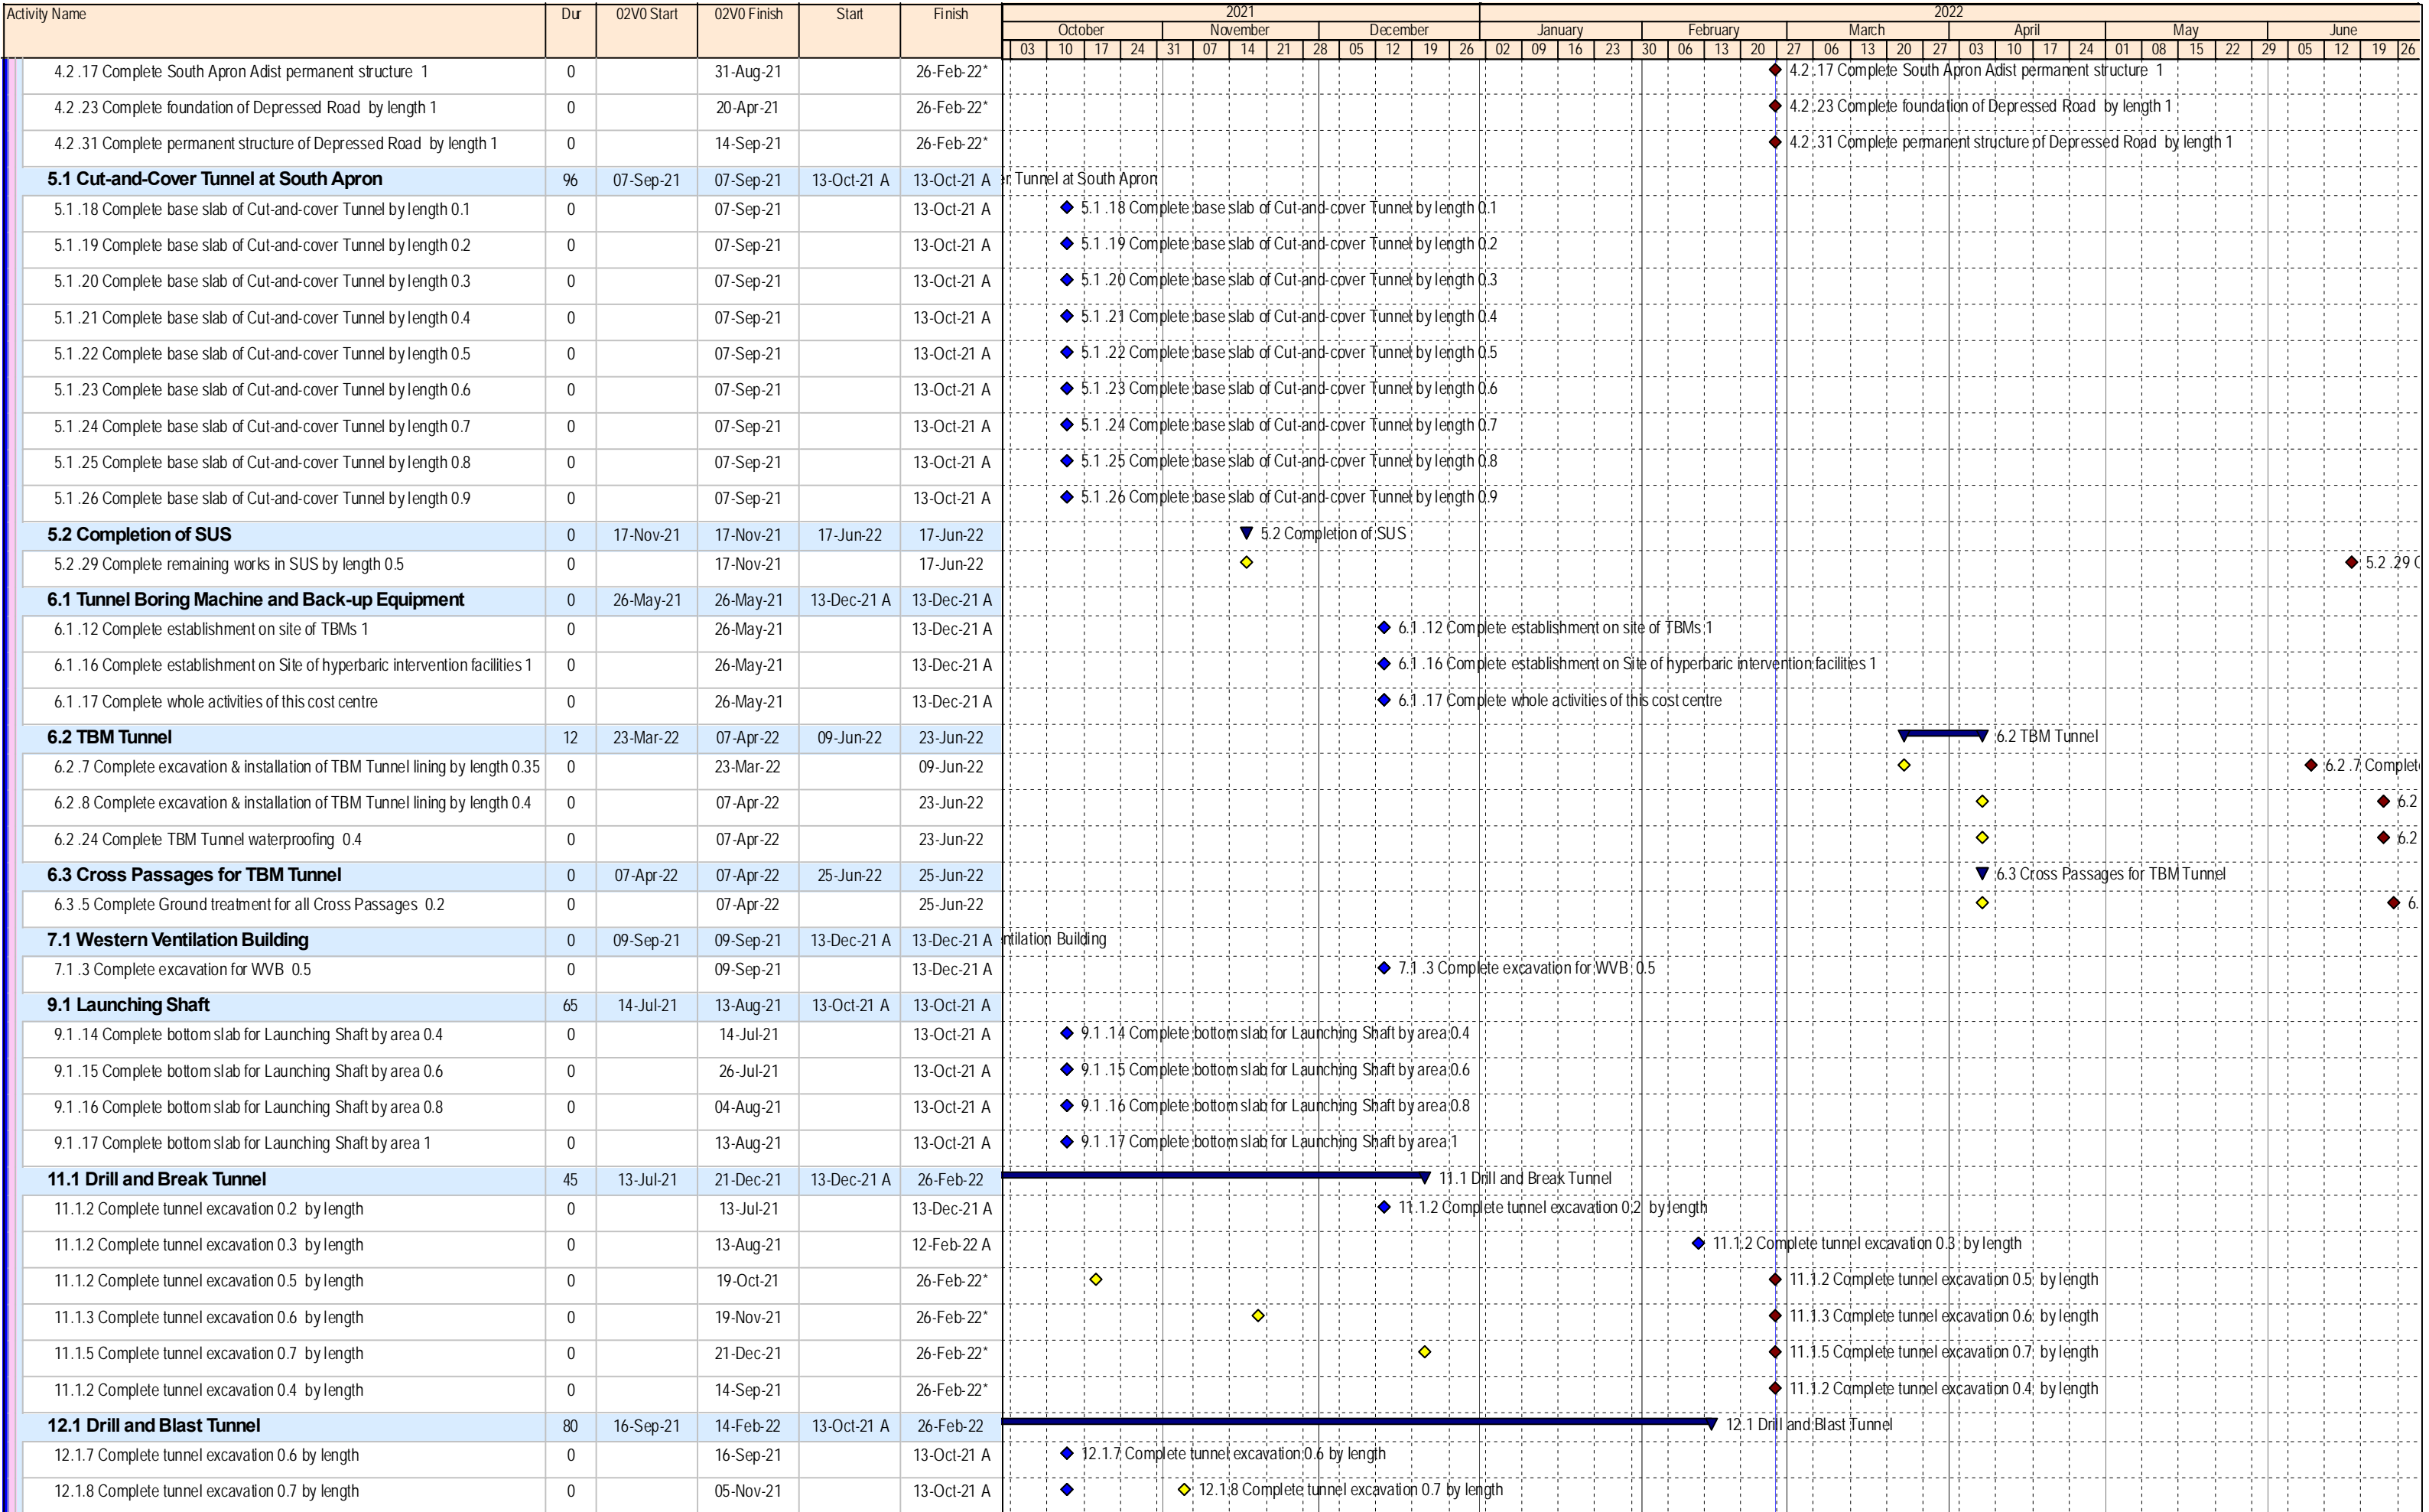 Activity Name Dur 02V0 Start 02V0 Finish Start Finish 2021 2022
October November December January February March April May June
03 10 17 24 31 07 14 21 28 05 12 19 26 02 09 16 23 30 06 13 20 27 06 13 20 27 03 10 17 24 01 08 15 22 29 05 12 19 26
4.2.17 Complete South Apron Adist permanent structure 1 0 31-Aug-21 26-Feb-22* 4.2.17 Complete South Apron Adist permanent structure 1
4.2.23 Complete foundation of Depressed Road by length 1 0 20-Apr-21 26-Feb-22* 4.2.23 Complete foundation of Depressed Road by length 1
4.2.31 Complete permanent structure of Depressed Road by length 1 0 14-Sep-21 26-Feb-22* 4.2.31 Complete permanent structure of Depressed Road by length 1
5.1 Cut-and-Cover Tunnel at South Apron 96 07-Sep-21 07-Sep-21 13-Oct-21 A 13-Oct-21 A er Tunnel at South Apron
5.1.18 Complete base slab of Cut-and-cover Tunnel by length 0.1 0 07-Sep-21 13-Oct-21 A 5.1.18 Complete base slab of Cut-and-cover Tunnel by length 0.1
5.1.19 Complete base slab of Cut-and-cover Tunnel by length 0.2 0 07-Sep-21 13-Oct-21 A 5.1.19 Complete base slab of Cut-and-cover Tunnel by length 0.2
5.1.20 Complete base slab of Cut-and-cover Tunnel by length 0.3 0 07-Sep-21 13-Oct-21 A 5.1.20 Complete base slab of Cut-and-cover Tunnel by length 0.3
5.1.21 Complete base slab of Cut-and-cover Tunnel by length 0.4 0 07-Sep-21 13-Oct-21 A 5.1.21 Complete base slab of Cut-and-cover Tunnel by length 0.4
5.1.22 Complete base slab of Cut-and-cover Tunnel by length 0.5 0 07-Sep-21 13-Oct-21 A 5.1.22 Complete base slab of Cut-and-cover Tunnel by length 0.5
5.1.23 Complete base slab of Cut-and-cover Tunnel by length 0.6 0 07-Sep-21 13-Oct-21 A 5.1.23 Complete base slab of Cut-and-cover Tunnel by length 0.6
5.1.24 Complete base slab of Cut-and-cover Tunnel by length 0.7 0 07-Sep-21 13-Oct-21 A 5.1.24 Complete base slab of Cut-and-cover Tunnel by length 0.7
5.1.25 Complete base slab of Cut-and-cover Tunnel by length 0.8 0 07-Sep-21 13-Oct-21 A 5.1.25 Complete base slab of Cut-and-cover Tunnel by length 0.8
5.1.26 Complete base slab of Cut-and-cover Tunnel by length 0.9 0 07-Sep-21 13-Oct-21 A 5.1.26 Complete base slab of Cut-and-cover Tunnel by length 0.9
5.2 Completion of SUS 0 17-Nov-21 17-Nov-21 17-Jun-22 17-Jun-22 5.2 Completion of SUS
5.2.29 Complete remaining works in SUS by length 0.5 0 17-Nov-21 17-Jun-22 5.2.29 C
6.1 Tunnel Boring Machine and Back-up Equipment 0 26-May-21 26-May-21 13-Dec-21 A 13-Dec-21 A
6.1.12 Complete establishment on site of TBMs 1 0 26-May-21 13-Dec-21 A 6.1.12 Complete establishment on site of TBMs 1
6.1.16 Complete establishment on Site of hyperbaric intervention facilities 1 0 26-May-21 13-Dec-21 A 6.1.16 Complete establishment on Site of hyperbaric intervention facilities 1
6.1.17 Complete whole activities of this cost centre 0 26-May-21 13-Dec-21 A 6.1.17 Complete whole activities of this cost centre
6.2 TBM Tunnel 12 23-Mar-22 07-Apr-22 09-Jun-22 23-Jun-22 6.2 TBM Tunnel
6.2.7 Complete excavation & installation of TBM Tunnel lining by length 0.35 0 23-Mar-22 09-Jun-22 6.2.7 Complet
6.2.8 Complete excavation & installation of TBM Tunnel lining by length 0.4 0 07-Apr-22 23-Jun-22 6.2
6.2.24 Complete TBM Tunnel waterproofing 0.4 0 07-Apr-22 23-Jun-22 6.2
6.3 Cross Passages for TBM Tunnel 0 07-Apr-22 07-Apr-22 25-Jun-22 25-Jun-22 6.3 Cross Passages for TBM Tunnel
6.3.5 Complete Ground treatment for all Cross Passages 0.2 0 07-Apr-22 25-Jun-22 6.
7.1 Western Ventilation Building 0 09-Sep-21 09-Sep-21 13-Dec-21 A 13-Dec-21 A ntilation Building
7.1.3 Complete excavation for WVB 0.5 0 09-Sep-21 13-Dec-21 A 7.1.3 Complete excavation for WVB 0.5
9.1 Launching Shaft 65 14-Jul-21 13-Aug-21 13-Oct-21 A 13-Oct-21 A
9.1.14 Complete bottom slab for Launching Shaft by area 0.4 0 14-Jul-21 13-Oct-21 A 9.1.14 Complete bottom slab for Launching Shaft by area 0.4
9.1.15 Complete bottom slab for Launching Shaft by area 0.6 0 26-Jul-21 13-Oct-21 A 9.1.15 Complete bottom slab for Launching Shaft by area 0.6
9.1.16 Complete bottom slab for Launching Shaft by area 0.8 0 04-Aug-21 13-Oct-21 A 9.1.16 Complete bottom slab for Launching Shaft by area 0.8
9.1.17 Complete bottom slab for Launching Shaft by area 1 0 13-Aug-21 13-Oct-21 A 9.1.17 Complete bottom slab for Launching Shaft by area 1
11.1 Drill and Break Tunnel 45 13-Jul-21 21-Dec-21 13-Dec-21 A 26-Feb-22 11.1 Drill and Break Tunnel
11.1.2 Complete tunnel excavation 0.2 by length 0 13-Jul-21 13-Dec-21 A 11.1.2 Complete tunnel excavation 0.2 by length
11.1.2 Complete tunnel excavation 0.3 by length 0 13-Aug-21 12-Feb-22 A 11.1.2 Complete tunnel excavation 0.3 by length
11.1.2 Complete tunnel excavation 0.5 by length 0 19-Oct-21 26-Feb-22* 11.1.2 Complete tunnel excavation 0.5 by length
11.1.3 Complete tunnel excavation 0.6 by length 0 19-Nov-21 26-Feb-22* 11.1.3 Complete tunnel excavation 0.6 by length
11.1.5 Complete tunnel excavation 0.7 by length 0 21-Dec-21 26-Feb-22* 11.1.5 Complete tunnel excavation 0.7 by length
11.1.2 Complete tunnel excavation 0.4 by length 0 14-Sep-21 26-Feb-22* 11.1.2 Complete tunnel excavation 0.4 by length
12.1 Drill and Blast Tunnel 80 16-Sep-21 14-Feb-22 13-Oct-21 A 26-Feb-22 12.1 Drill and Blast Tunnel
12.1.7 Complete tunnel excavation 0.6 by length 0 16-Sep-21 13-Oct-21 A 12.1.7 Complete tunnel excavation 0.6 by length
12.1.8 Complete tunnel excavation 0.7 by length 0 05-Nov-21 13-Oct-21 A 12.1.8 Complete tunnel excavation 0.7 by length